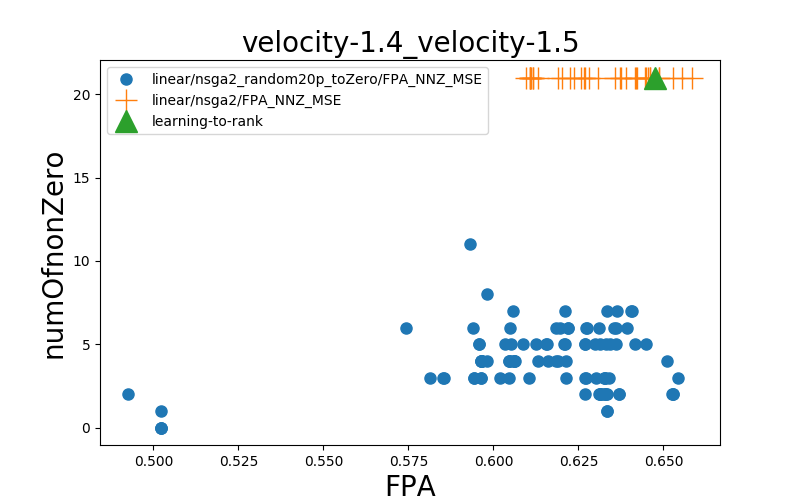 velocity-1.4_velocity-1.5
linear/nsga2_random20p_toZero/FPA_NNZ_MSE
linear/nsga2/FPA_NNZ_MSE
learning-to-rank
numOfnonZero
20
15
10
5
0
0.500 0.525 0.550 0.575 0.600 0.625 0.650
FPA